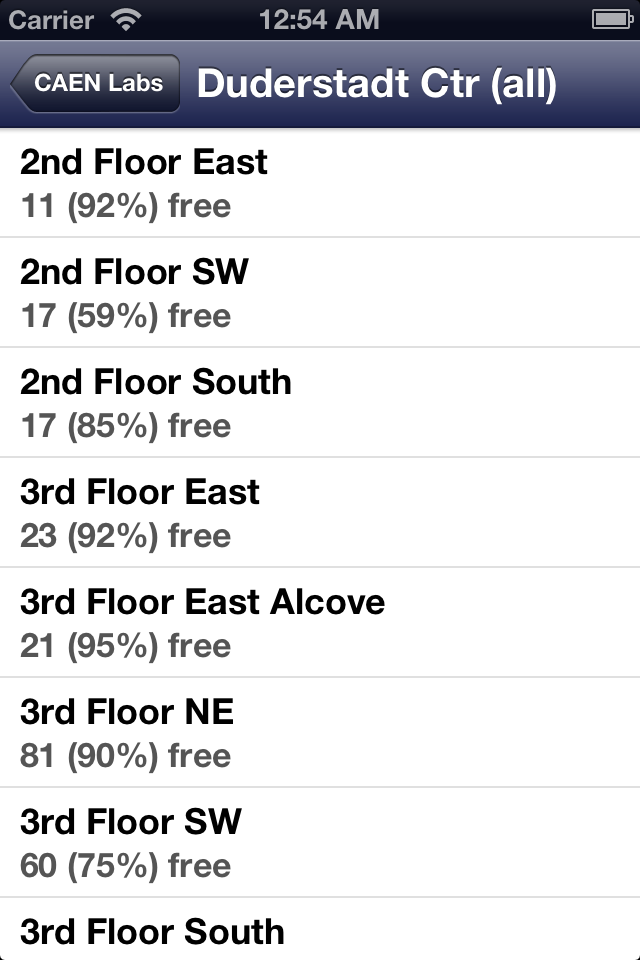 Carrier 12:54 AM
CAEN Labs Duderstadt Ctr (all)
2nd Floor East
11 (92%) free
2nd Floor SW
17 (59%) free
2nd Floor South
17 (85%) free
3rd Floor East
23 (92%) free
3rd Floor East Alcove
21 (95%) free
3rd Floor NE
81 (90%) free
3rd Floor SW
60 (75%) free
3rd Floor South